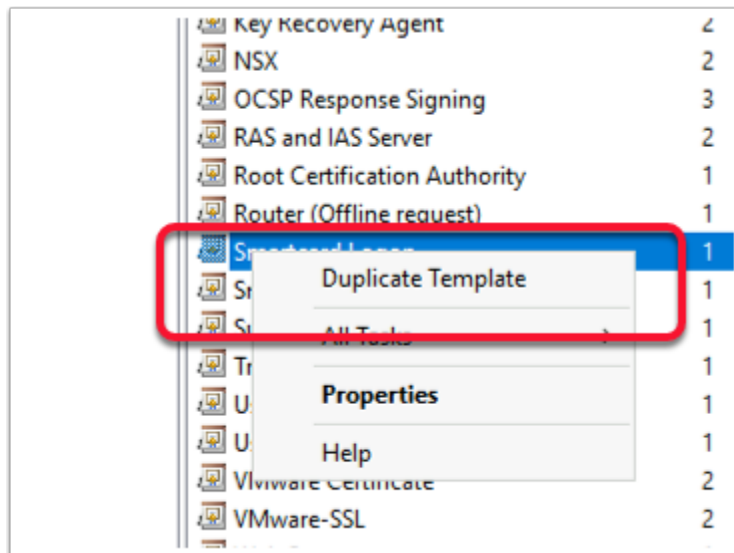 Key Recovery Agent 2
NSX 2
OCSP Response Signing 3
RAS and IAS Server 2
Root Certification Authority 1
Router (Offline request) 1
Smartcard Logon 1
Duplicate Template
1
All Tasks 1
1
Properties 1
1
Help
VMware Certificate 2
VMware-SSL 2